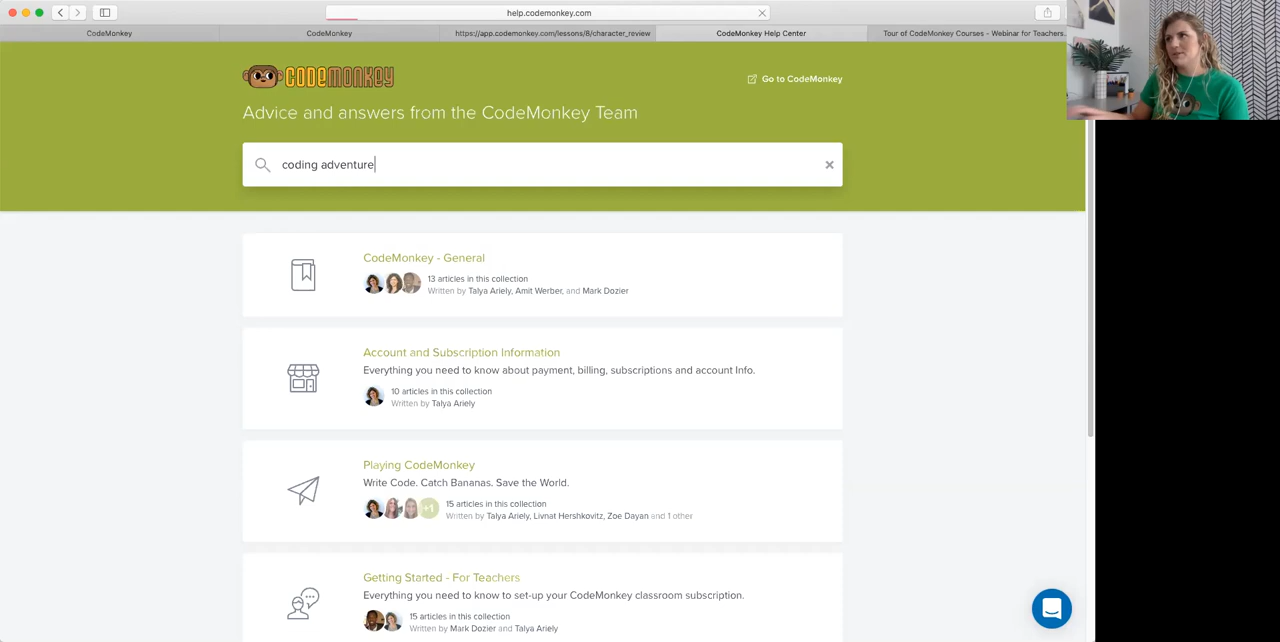 help.codemonkey.com
CodeMonkey
CodeMonkey
https://app.codemonkey.com/lessons/8/character_review
CodeMonkey Help Center
Tour of CodeMonkey Courses - Webinar for Teachers...
CODEMONKEY
Go to CodeMonkey
Advice and answers from the CodeMonkey Team
coding adventure
CodeMonkey - General
13 articles in this collection
Written by Talya Ariely, Amit Werber, and Mark Dozier
Account and Subscription Information
Everything you need to know about payment, billing, subscriptions and account Info.
10 articles in this collection
Written by Talya Ariely
Playing CodeMonkey
Write Code. Catch Bananas. Save the World.
+1
15 articles in this collection
Written by Talya Ariely, Livnat Hershkovitz, Zoe Dayan and 1 other
Getting Started - For Teachers
Everything you need to know to set-up your CodeMonkey classroom subscription.
15 articles in this collection
Written by Mark Dozier and Talya Ariely